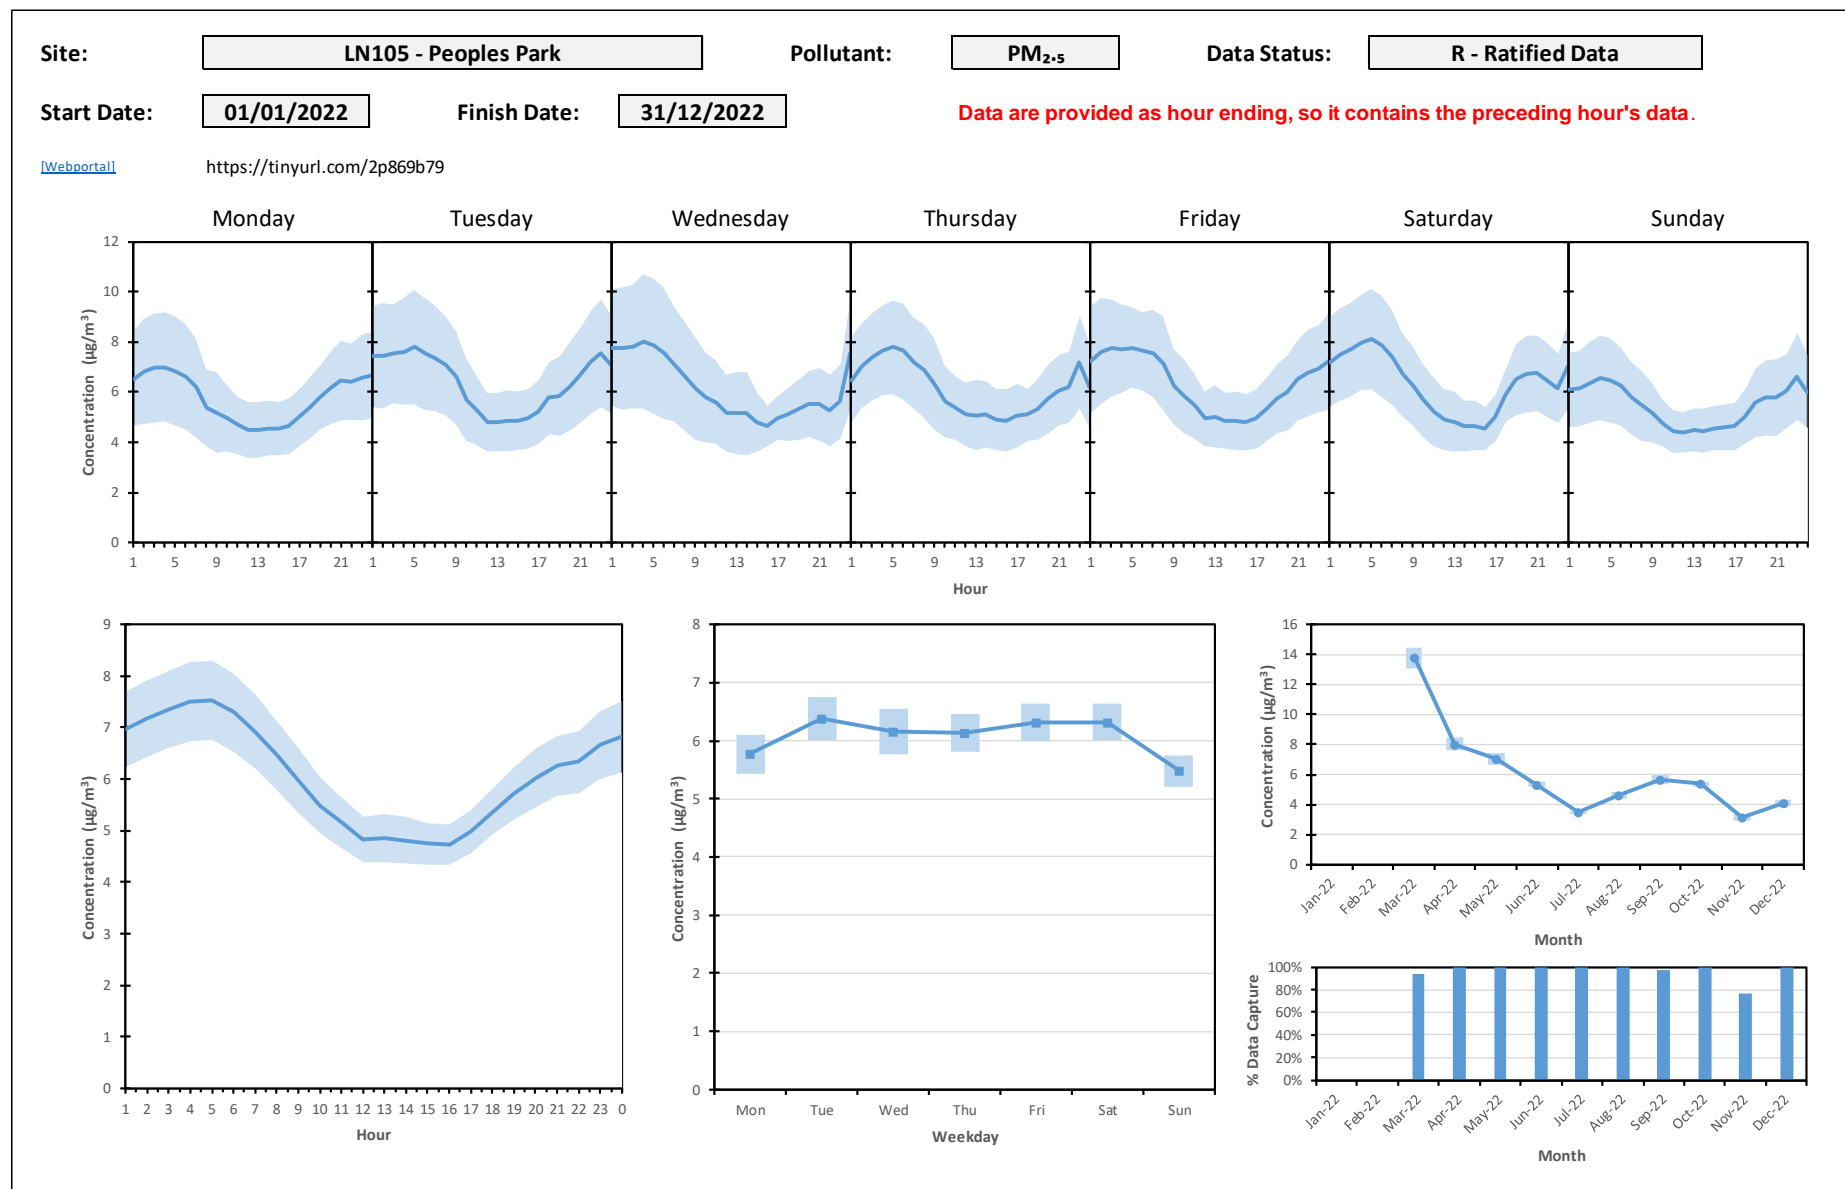 Site: LN105 - Peoples Park Pollutant: PM₂.₅ Data Status: R - Ratified Data
Start Date: 01/01/2022 Finish Date: 31/12/2022 Data are provided as hour ending, so it contains the preceding hour's data.
[Webportal] https://tinyurl.com/2p869b79
Monday Tuesday Wednesday Thursday Friday Saturday Sunday
Concentration (µg/m³)
12
10
8
6
4
2
0
1 5 9 13 17 21 1 5 9 13 17 21 1 5 9 13 17 21 1 5 9 13 17 21 1 5 9 13 17 21 1 5 9 13 17 21 1 5 9 13 17 21
Hour
Concentration (µg/m³)
9
8
7
6
5
4
3
2
1
0
1 2 3 4 5 6 7 8 9 10 11 12 13 14 15 16 17 18 19 20 21 22 23 0
Hour
Concentration (µg/m³)
8
7
6
5
4
3
2
1
0
Mon Tue Wed Thu Fri Sat Sun
Weekday
Concentration (µg/m³)
16
14
12
10
8
6
4
2
0
Jan-22 Feb-22 Mar-22 Apr-22 May-22 Jun-22 Jul-22 Aug-22 Sep-22 Oct-22 Nov-22 Dec-22
Month
% Data Capture
100%
80%
60%
40%
20%
0%
Jan-22 Feb-22 Mar-22 Apr-22 May-22 Jun-22 Jul-22 Aug-22 Sep-22 Oct-22 Nov-22 Dec-22
Month